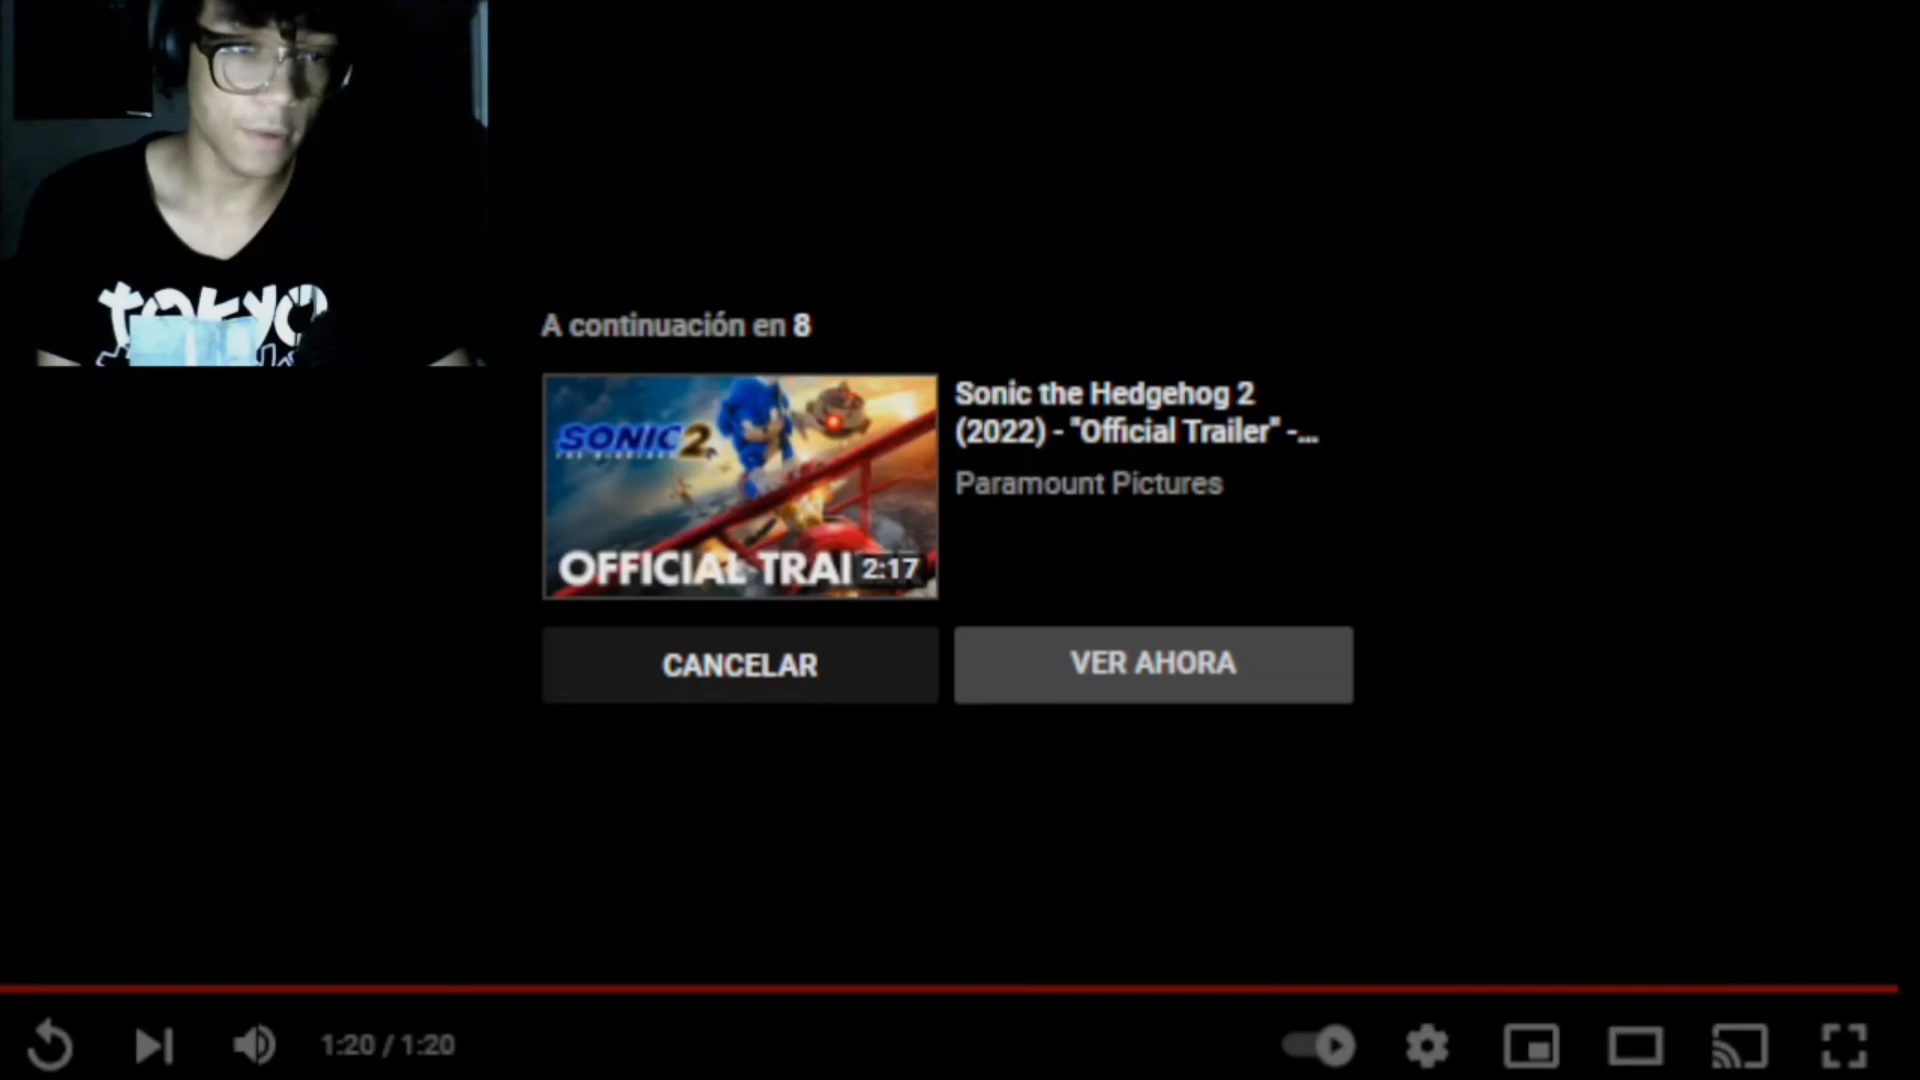 tokyo
A continuación en 8
SONIC 2
OFFICIAL TRAI
2:17
Sonic the Hedgehog 2
(2022) - "Official Trailer" -...
Paramount Pictures
CANCELAR
VER AHORA
1:20 / 1:20